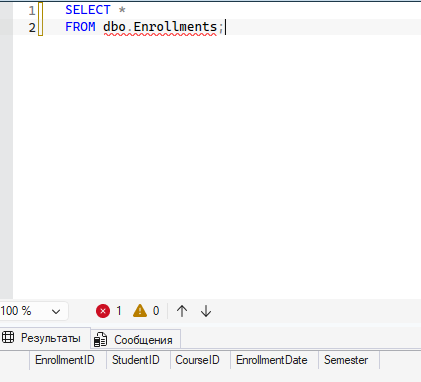 1 SELECT *
2 FROM dbo.Enrollments;
100 % 1 0
Результаты Сообщения
EnrollmentID StudentID CourseID EnrollmentDate Semester